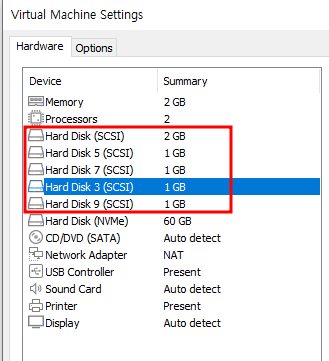 Virtual Machine Settings
Hardware Options
Device Summary
Memory 2 GB
Processors 2
Hard Disk (SCSI) 2 GB
Hard Disk 5 (SCSI) 1 GB
Hard Disk 7 (SCSI) 1 GB
Hard Disk 3 (SCSI) 1 GB
Hard Disk 9 (SCSI) 1 GB
Hard Disk (NVMe) 60 GB
CD/DVD (SATA) Auto detect
Network Adapter NAT
USB Controller Present
Sound Card Auto detect
Printer Present
Display Auto detect